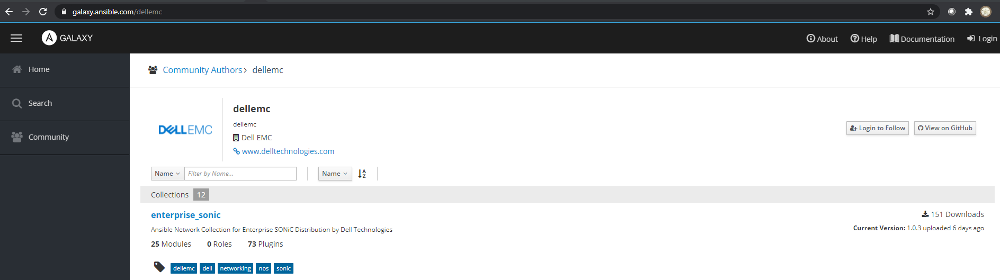 galaxy.ansible.com/dellemc
GALAXY
About
Help
Documentation
Login
Home
Search
Community
Community Authors
dellemc
DELLEMC
dellemc
dellemc
Dell EMC
www.delltechnologies.com
Login to Follow
View on GitHub
Name
Filter by Name...
Name
A
Z
Collections 12
enterprise_sonic
151 Downloads
Ansible Network Collection for Enterprise SONiC Distribution by Dell Technologies
Current Version: 1.0.3 uploaded 6 days ago
25 Modules 0 Roles 73 Plugins
dellemc dell networking nos sonic